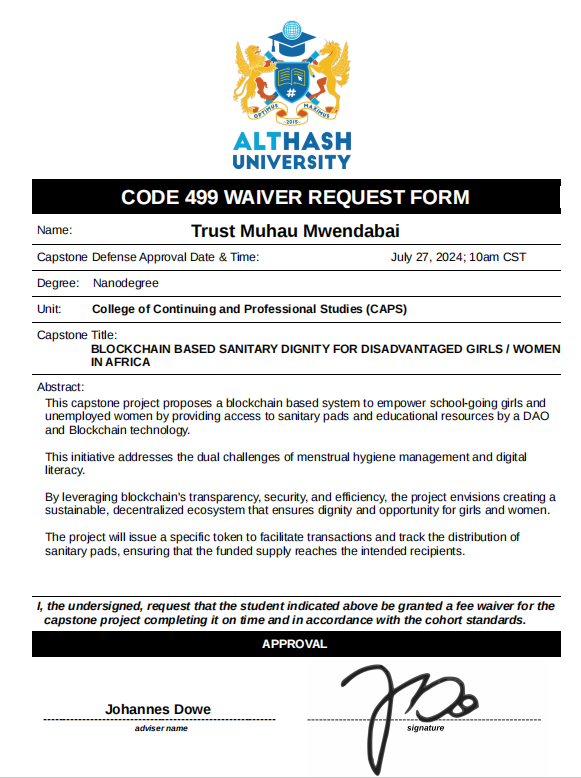 OPTIMUS MAXIMUS
2019
ALTHASH
UNIVERSITY
CODE 499 WAIVER REQUEST FORM
Name: Trust Muhau Mwendabai
Capstone Defense Approval Date & Time: July 27, 2024; 10am CST
Degree: Nanodegree
Unit: College of Continuing and Professional Studies (CAPS)
Capstone Title:
BLOCKCHAIN BASED SANITARY DIGNITY FOR DISADVANTAGED GIRLS / WOMEN
IN AFRICA
Abstract:
This capstone project proposes a blockchain based system to empower school-going girls and
unemployed women by providing access to sanitary pads and educational resources by a DAO
and Blockchain technology.
This initiative addresses the dual challenges of menstrual hygiene management and digital
literacy.
By leveraging blockchain's transparency, security, and efficiency, the project envisions creating a
sustainable, decentralized ecosystem that ensures dignity and opportunity for girls and women.
The project will issue a specific token to facilitate transactions and track the distribution of
sanitary pads, ensuring that the funded supply reaches the intended recipients.
I, the undersigned, request that the student indicated above be granted a fee waiver for the
capstone project completing it on time and in accordance with the cohort standards.
APPROVAL
Johannes Dowe
adviser name signature